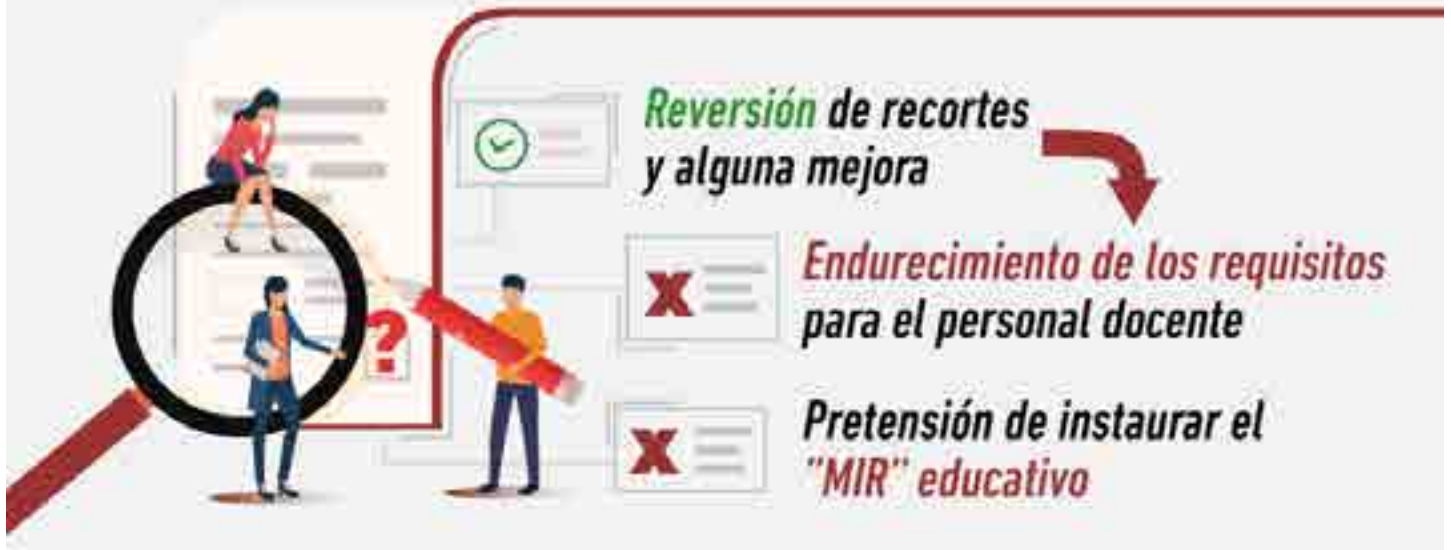 Reversión de recortes
y alguna mejora
Endurecimiento de los requisitos
para el personal docente
?
Pretensión de instaurar el
"MIR" educativo